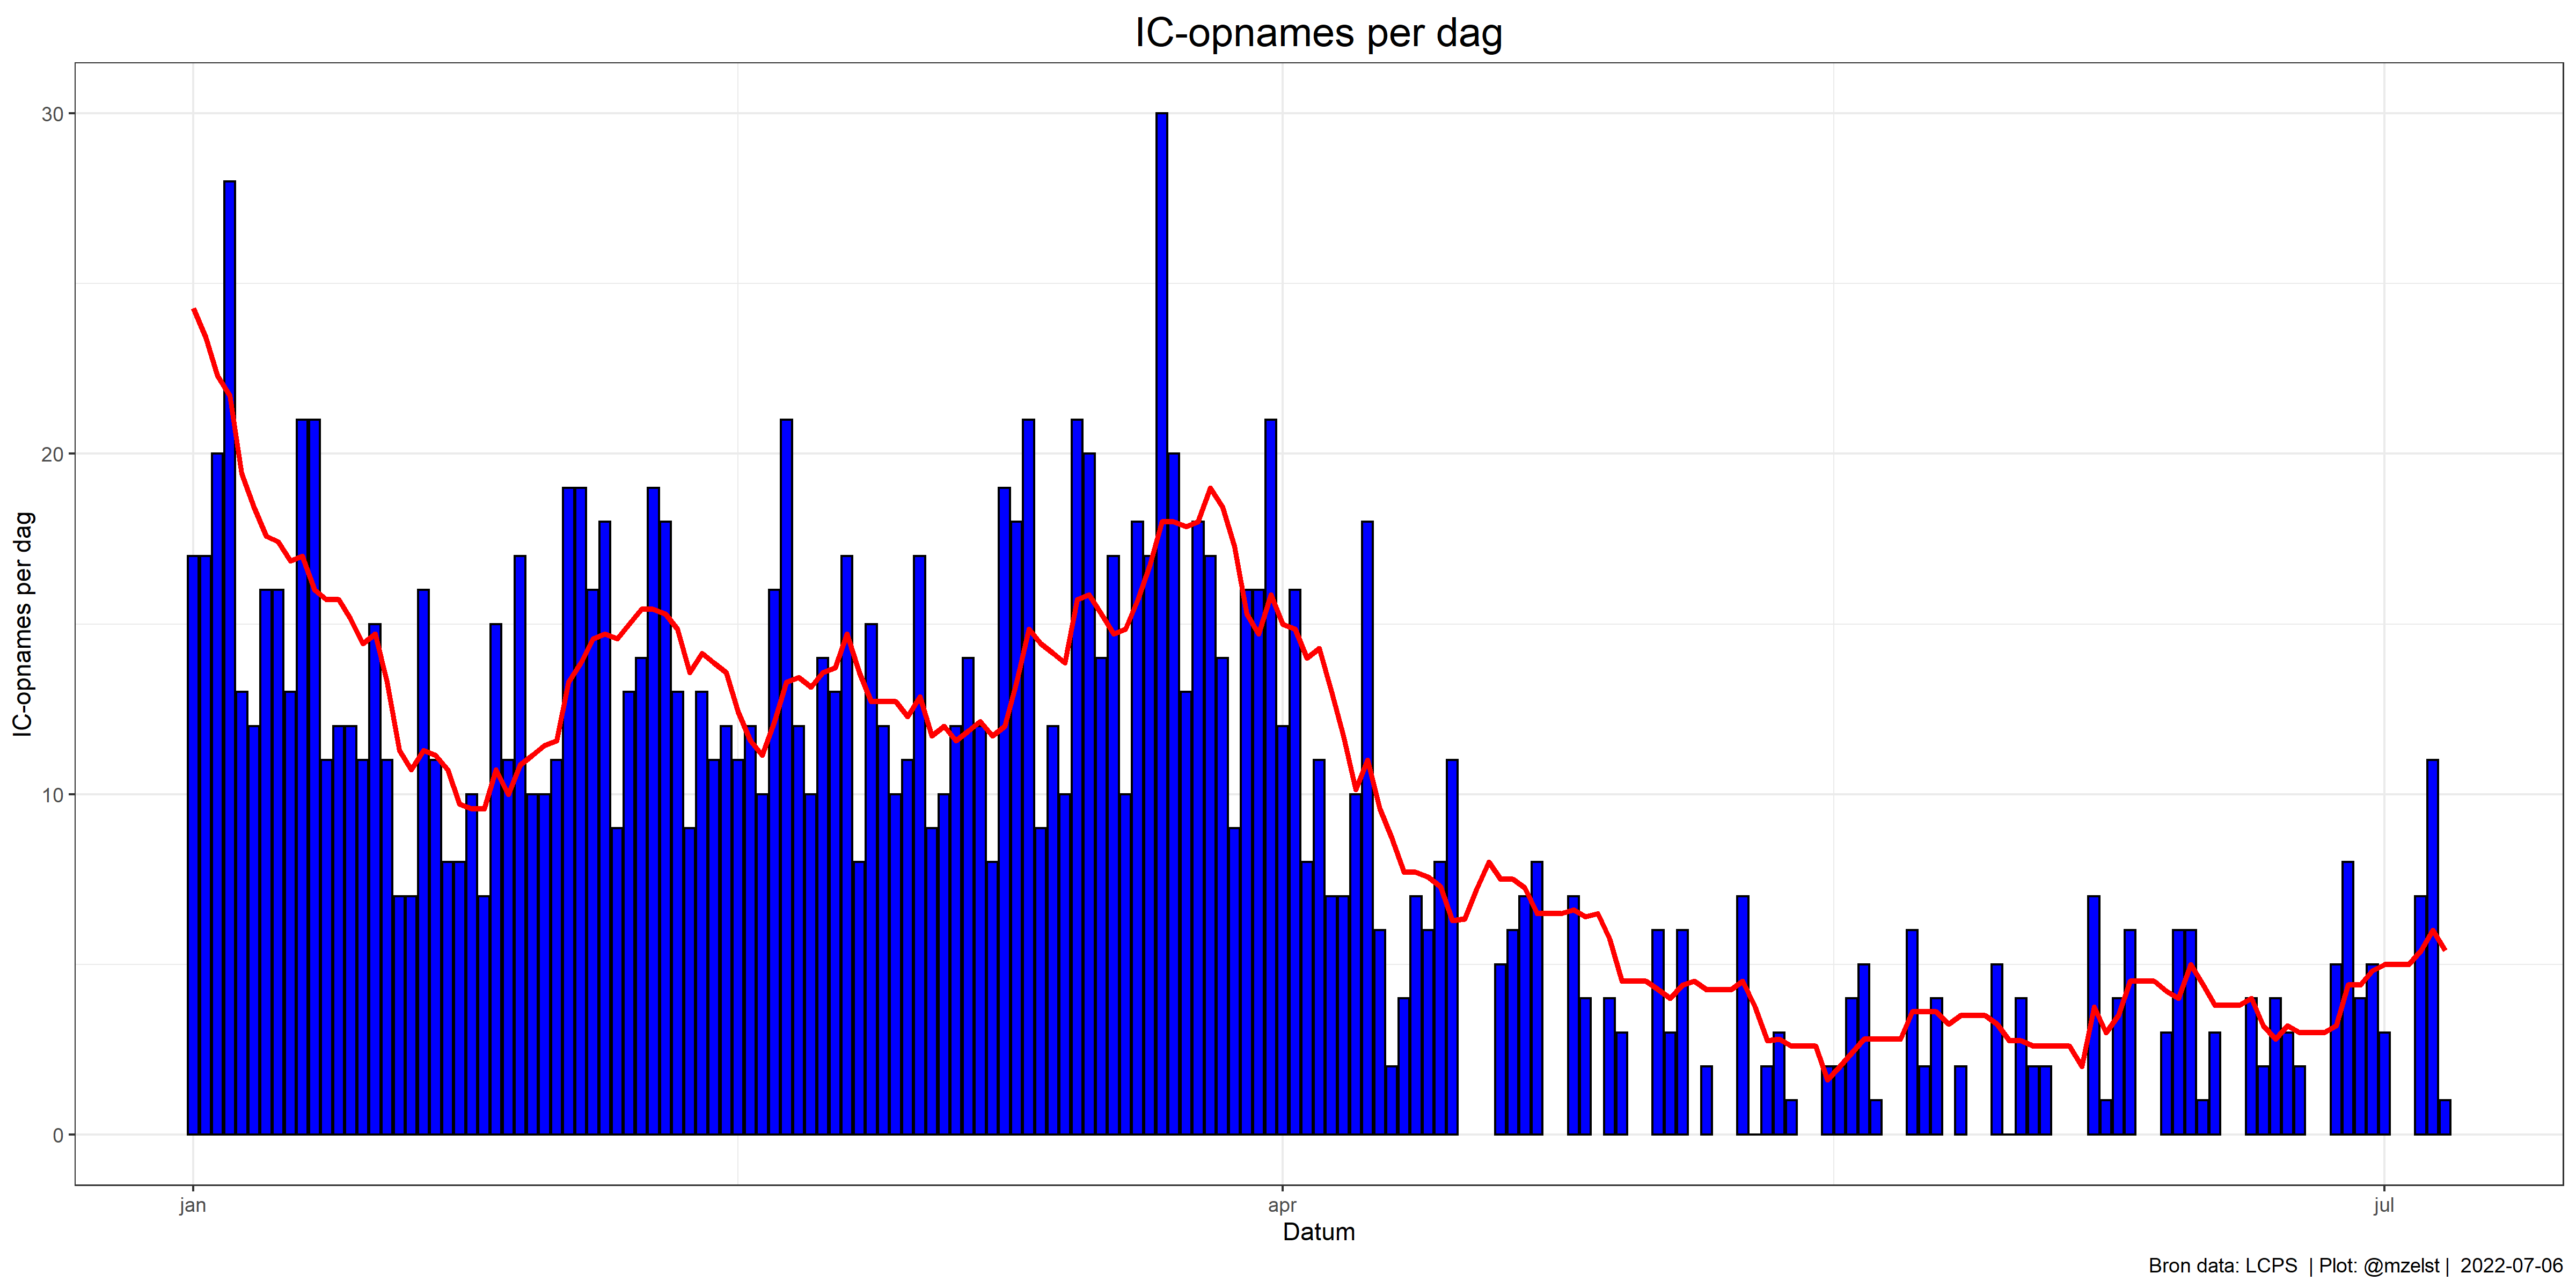 IC-opnames per dag
30
20
10
0
IC-opnames per dag
jan
apr
jul
Datum
Bron data: LCPS | Plot: @mzelst | 2022-07-06